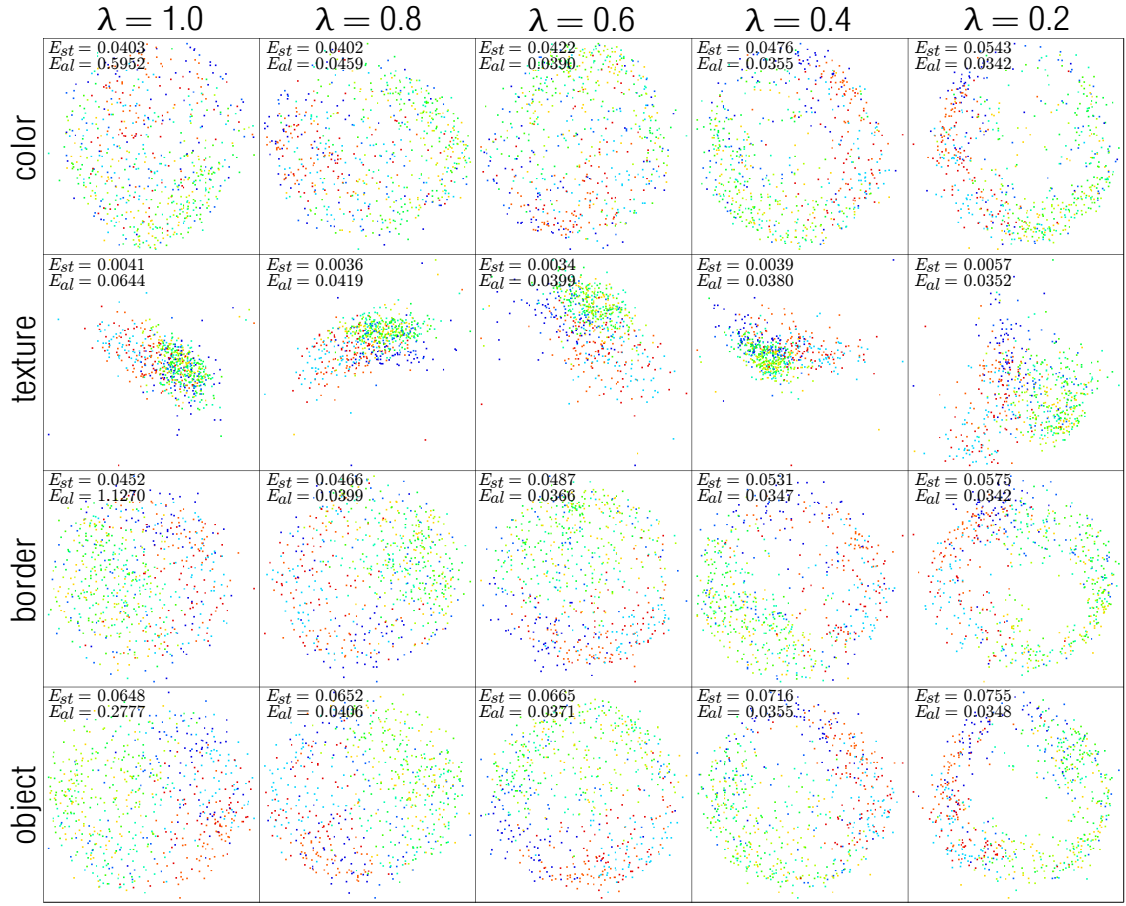 λ = 1.0 λ = 0.8 λ = 0.6 λ = 0.4 λ = 0.2
color
Est = 0.0403 Est = 0.0402 Est = 0.0422 Est = 0.0476 Est = 0.0543
Eal = 0.5952 Eal = 0.0459 Eal = 0.0390 Eal = 0.0355 Eal = 0.0342
texture
Est = 0.0041 Est = 0.0036 Est = 0.0034 Est = 0.0039 Est = 0.0057
Eal = 0.0644 Eal = 0.0419 Eal = 0.0399 Eal = 0.0380 Eal = 0.0352
border
Est = 0.0452 Est = 0.0466 Est = 0.0487 Est = 0.0531 Est = 0.0575
Eal = 1.1270 Eal = 0.0399 Eal = 0.0366 Eal = 0.0347 Eal = 0.0342
object
Est = 0.0648 Est = 0.0652 Est = 0.0665 Est = 0.0716 Est = 0.0755
Eal = 0.2777 Eal = 0.0406 Eal = 0.0371 Eal = 0.0355 Eal = 0.0348